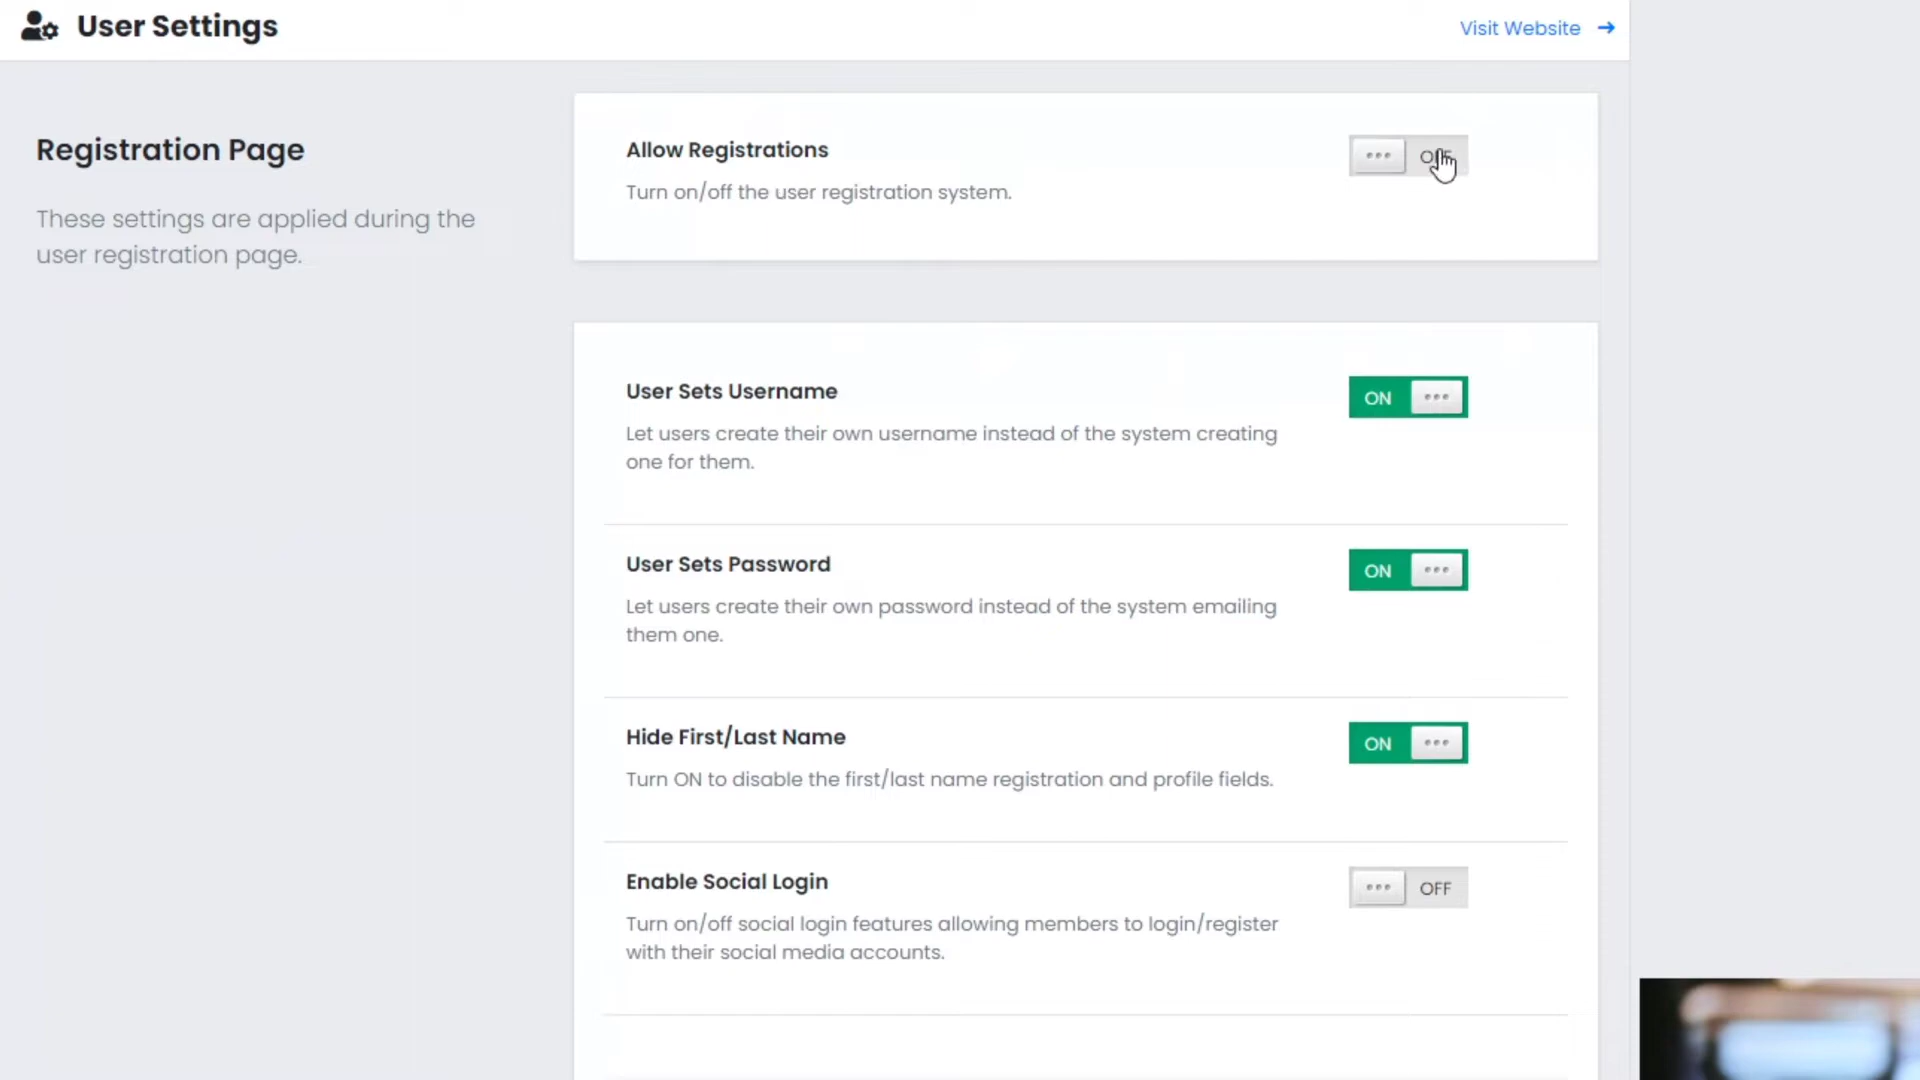 User Settings
Visit Website
Registration Page
These settings are applied during the
user registration page.
Allow Registrations
Turn on/off the user registration system.
User Sets Username
ON
Let users create their own username instead of the system creating
one for them.
User Sets Password
ON
Let users create their own password instead of the system emailing
them one.
Hide First/Last Name
ON
Turn ON to disable the first/last name registration and profile fields.
Enable Social Login
OFF
Turn on/off social login features allowing members to login/register
with their social media accounts.